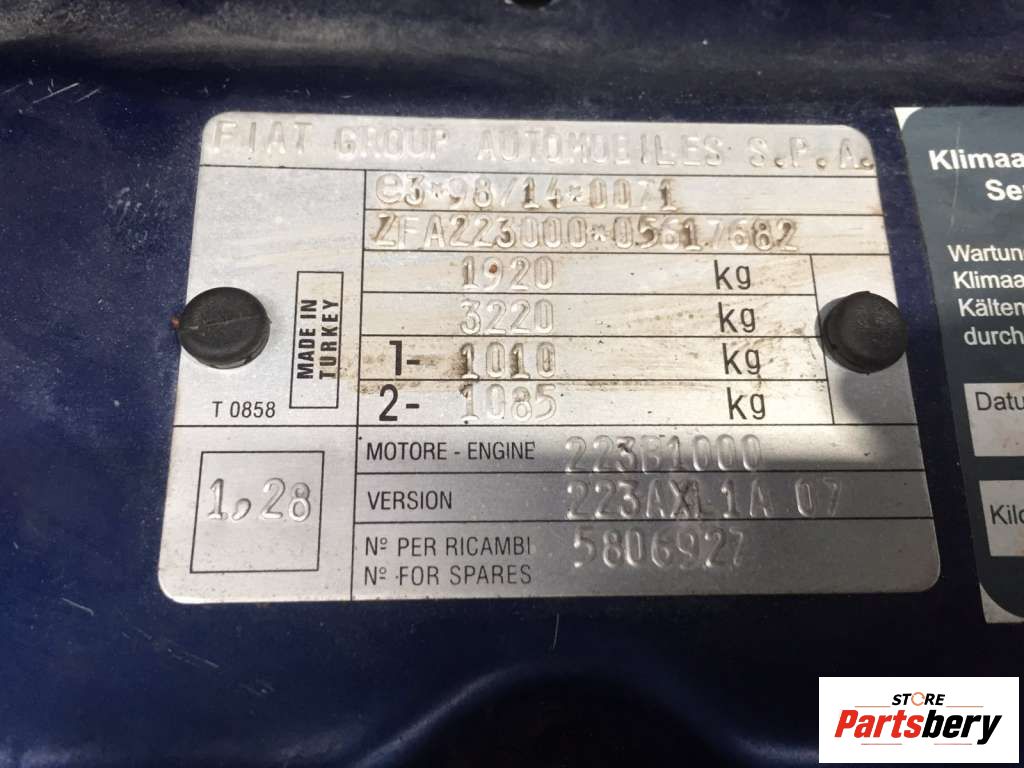 FIAT GROUP AUTOMOBILES S.P.A.
e3*98/14*0071
ZFA223000*05617682
1920 kg
3220 kg
1- 1010 kg
2- 1085 kg
MADE IN
TURKEY
T 0858
1,28
MOTORE - ENGINE 223B1000
VERSION 223AXL1A 07
Nº PER RICAMBI
Nº FOR SPARES
5806927
Klimaa
Se
Wartun
Klimaa
Kälten
durch
Datu
Kilo
STORE
Partsbery